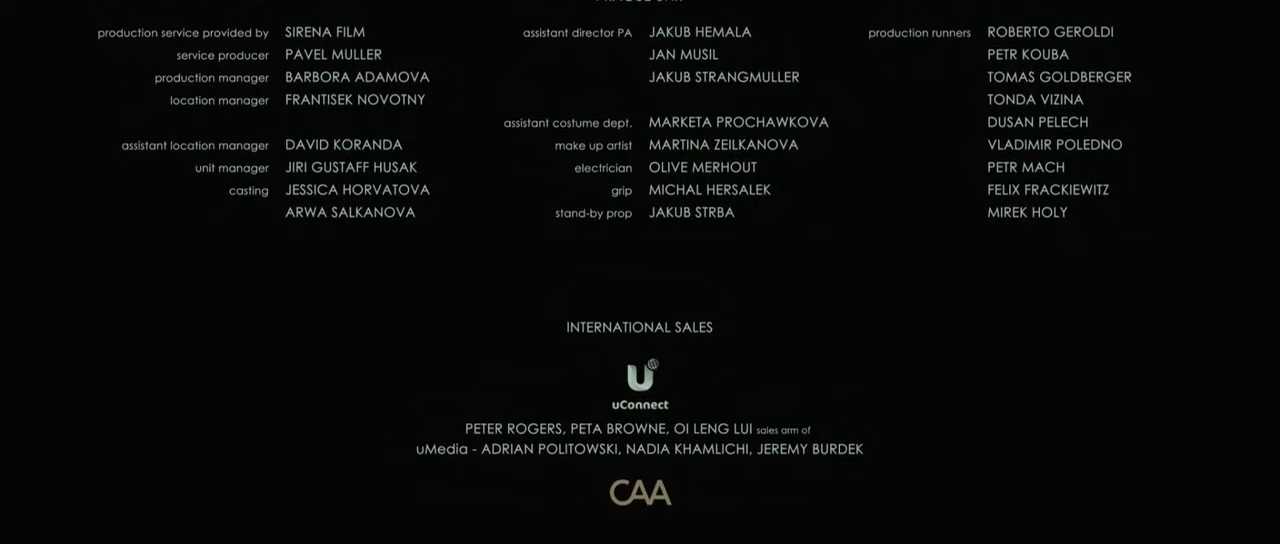 production service provided by SIRENA FILM
service producer PAVEL MULLER
production manager BARBORA ADAMOVA
location manager FRANTISEK NOVOTNY
assistant location manager DAVID KORANDA
unit manager JIRI GUSTAFF HUSAK
casting JESSICA HORVATOVA
ARWA SALKANOVA
assistant director PA JAKUB HEMALA
JAN MUSIL
JAKUB STRANGMULLER
assistant costume dept. MARKETA PROCHAWKOVA
make up artist MARTINA ZEILKANOVA
electrician OLIVE MERHOUT
grip MICHAL HERSALEK
stand-by prop JAKUB STRBA
production runners ROBERTO GEROLDI
PETR KOUBA
TOMAS GOLDBERGER
TONDA VIZINA
DUSAN PELECH
VLADIMIR POLEDNO
PETR MACH
FELIX FRACKIEWITZ
MIREK HOLY
INTERNATIONAL SALES
U
uConnect
PETER ROGERS, PETA BROWNE, OI LENG LUI sales arm of
uMedia - ADRIAN POLITOWSKI, NADIA KHAMLICHI, JEREMY BURDEK
CAA